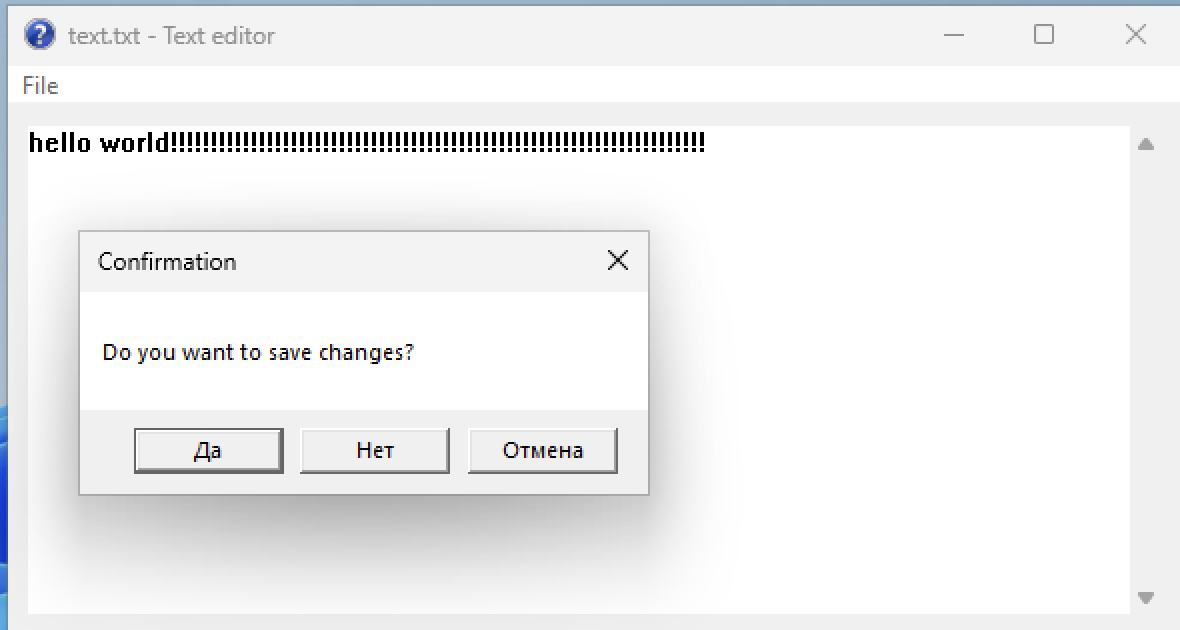 text.txt - Text editor
File
hello world!!!!!!!!!!!!!!!!!!!!!!!!!!!!!!!!!!!!!!!!!!!!!!!!!!!!!!!!!!!!!!!!!!!
Confirmation
Do you want to save changes?
Да Нет Отмена